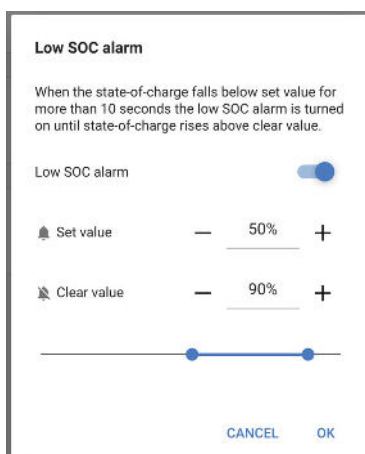 Low SOC alarm
When the state-of-charge falls below set value for
more than 10 seconds the low SOC alarm is turned
on until state-of-charge rises above clear value.
Low SOC alarm
Set value — 50% +
Clear value — 90% +
CANCEL OK